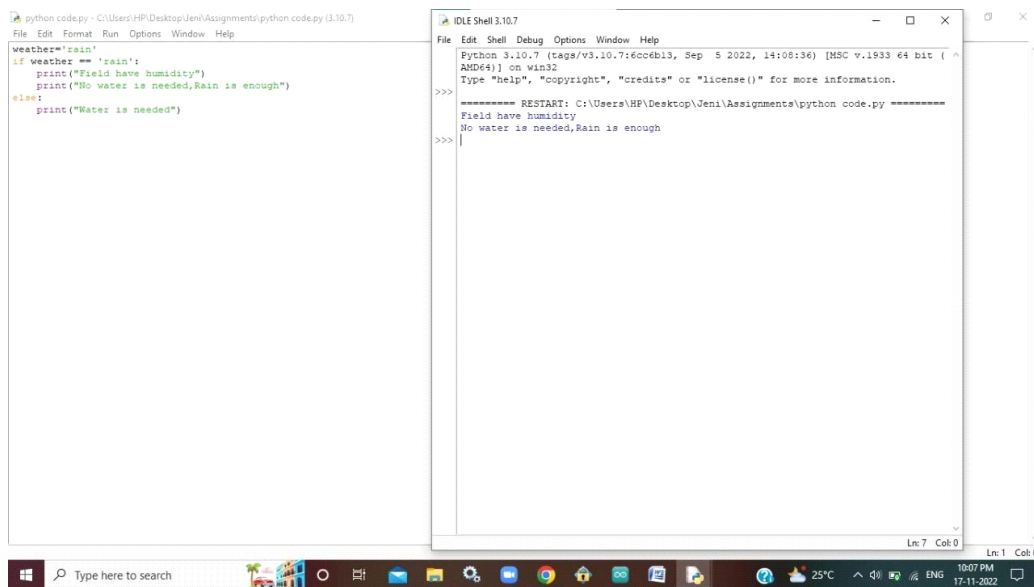 python code.py - C:\Users\HP\Desktop\Jeni\Assignments\python code.py (3.10.7)
File Edit Format Run Options Window Help
weather='rain'
if weather == 'rain':
    print("Field have humidity")
    print("No water is needed,Rain is enough")
else:
    print("Water is needed")
IDLE Shell 3.10.7
File Edit Shell Debug Options Window Help
Python 3.10.7 (tags/v3.10.7:6cc6b13, Sep  5 2022, 14:08:36) [MSC v.1933 64 bit (
AMD64)] on win32
Type "help", "copyright", "credits" or "license()" for more information.
>>>
========= RESTART: C:\Users\HP\Desktop\Jeni\Assignments\python code.py =========
Field have humidity
No water is needed,Rain is enough
>>>
Ln: 7 Col: 0
Ln: 1 Col:
Type here to search
25°C
ENG
10:07 PM
17-11-2022